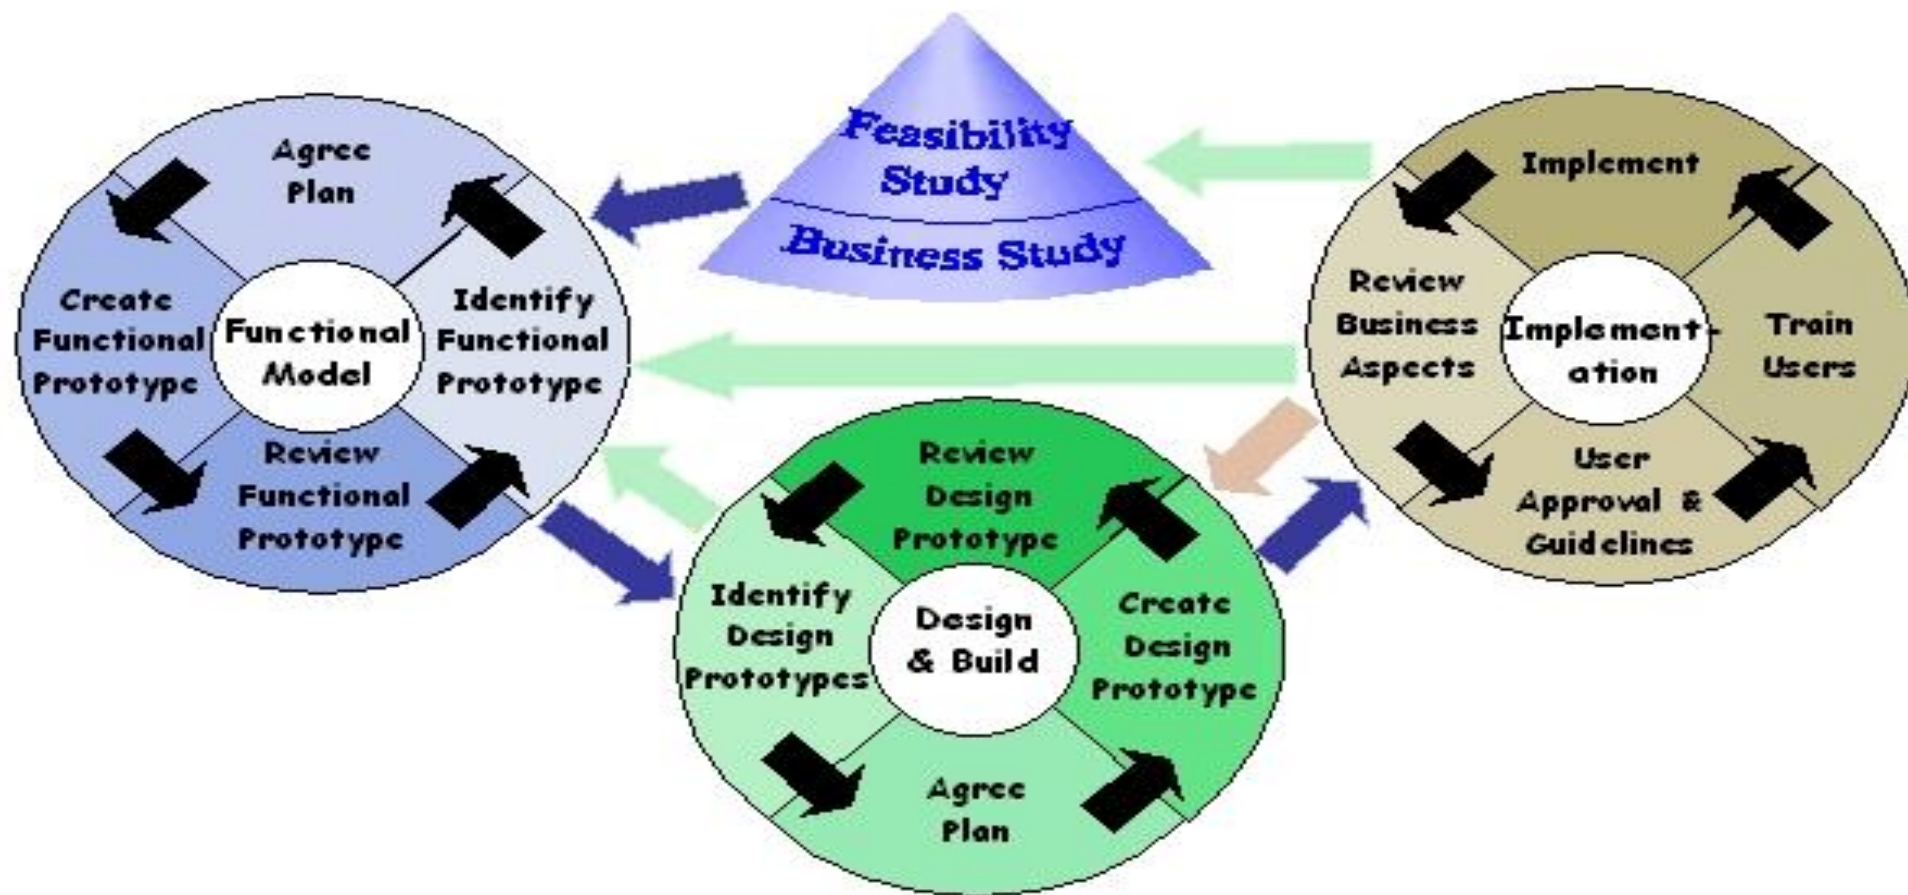 Feasibility
Study
Business Study
Agree
Plan
Create
Functional
Prototype
Functional
Model
Identify
Functional
Prototype
Review
Functional
Prototype
Review
Design
Prototype
Identify
Design
Prototypes
Design
& Build
Create
Design
Prototype
Agree
Plan
Implement
Review
Business
Aspects
Implement-
ation
Train
Users
User
Approval &
Guidelines